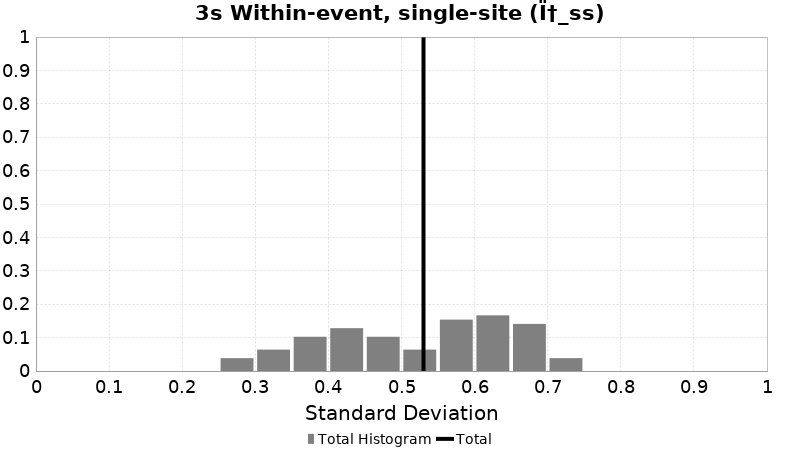 3s Within-event, single-site (Ï†_ss)
1
0.9
0.8
0.7
0.6
0.5
0.4
0.3
0.2
0.1
0
0 0.1 0.2 0.3 0.4 0.5 0.6 0.7 0.8 0.9 1
Standard Deviation
Total Histogram Total